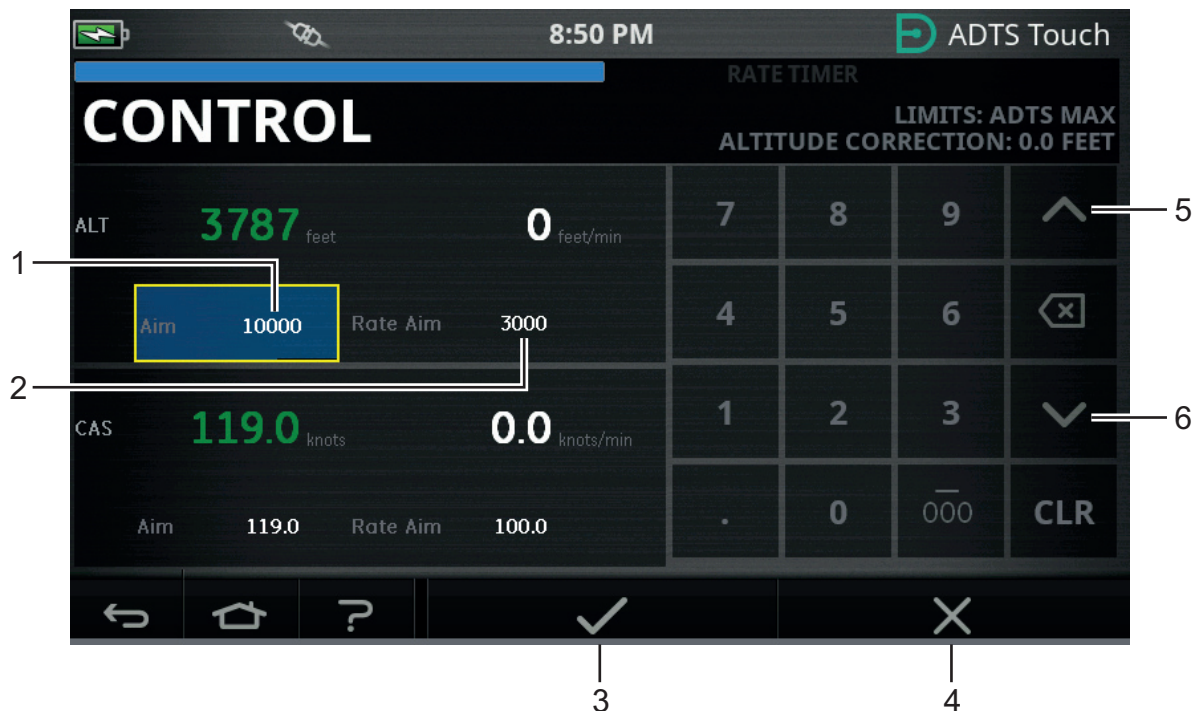 8:50 PM ADTS Touch
RATE TIMER
CONTROL
LIMITS: ADTS MAX
ALTITUDE CORRECTION: 0.0 FEET
ALT 3787 feet 0 feet/min
Aim 10000 Rate Aim 3000
CAS 119.0 knots 0.0 knots/min
Aim 119.0 Rate Aim 100.0
7 8 9
4 5 6
1 2 3
. 0 000 CLR
?
1
2
3
4
5
6